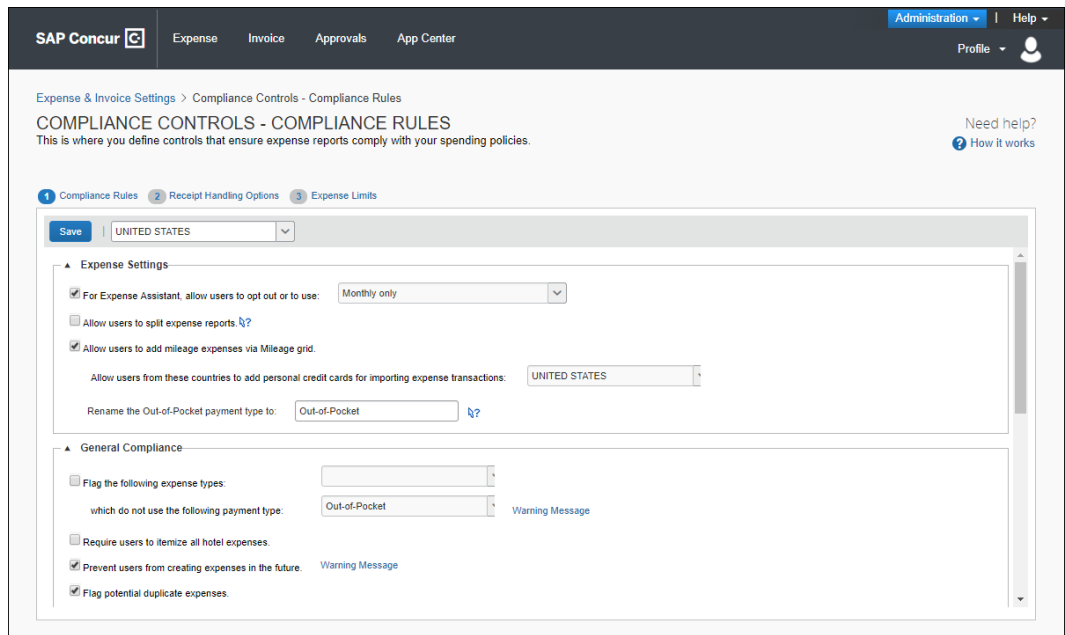 Administration | Help
SAP Concur C Expense Invoice Approvals App Center
Profile
Expense & Invoice Settings > Compliance Controls - Compliance Rules
COMPLIANCE CONTROLS - COMPLIANCE RULES
This is where you define controls that ensure expense reports comply with your spending policies.
Need help?
? How it works
1 Compliance Rules 2 Receipt Handling Options 3 Expense Limits
Save | UNITED STATES
Expense Settings
For Expense Assistant, allow users to opt out or to use: Monthly only
Allow users to split expense reports. ?
Allow users to add mileage expenses via Mileage grid.
Allow users from these countries to add personal credit cards for importing expense transactions: UNITED STATES
Rename the Out-of-Pocket payment type to: Out-of-Pocket ?
General Compliance
Flag the following expense types:
which do not use the following payment type: Out-of-Pocket Warning Message
Require users to itemize all hotel expenses.
Prevent users from creating expenses in the future. Warning Message
Flag potential duplicate expenses.